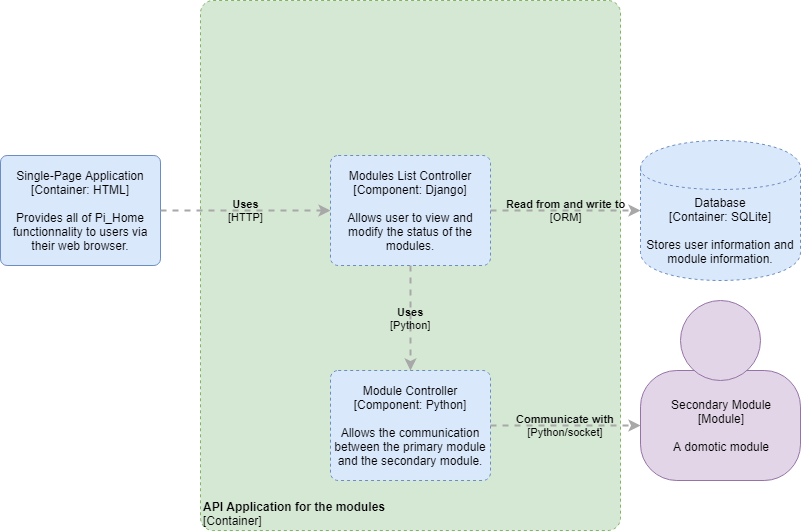 Single-Page Application
[Container: HTML]
Provides all of Pi_Home
functionnality to users via
their web browser.
Uses
[HTTP]
Modules List Controller
[Component: Django]
Allows user to view and
modify the status of the
modules.
Read from and write to
[ORM]
Database
[Container: SQLite]
Stores user information and
module information.
Uses
[Python]
Module Controller
[Component: Python]
Allows the communication
between the primary module
and the secondary module.
Communicate with
[Python/socket]
Secondary Module
[Module]
A domotic module
API Application for the modules
[Container]